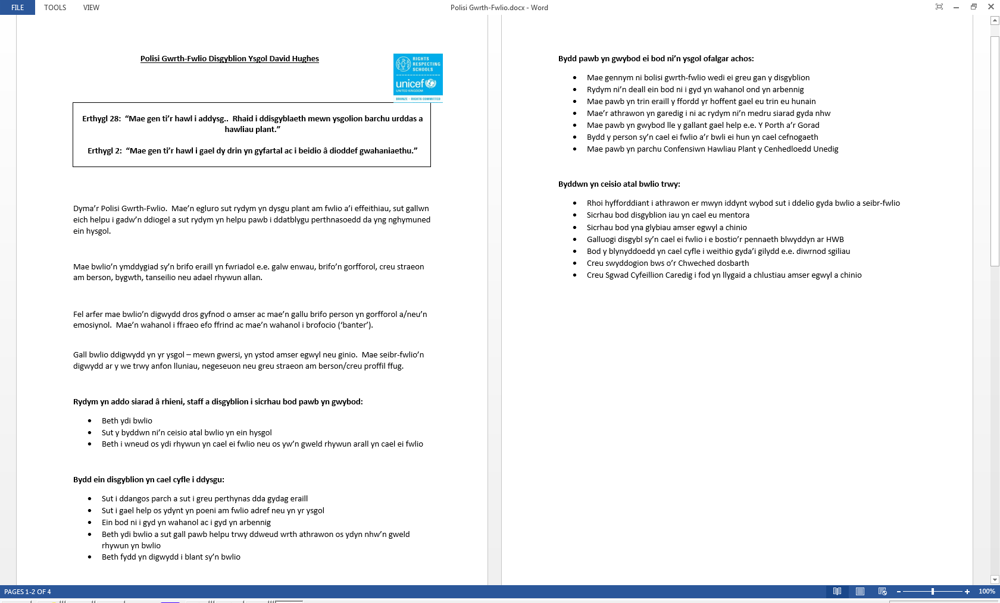 FILE TOOLS VIEW Polisi Gwrth-Fwlio.docx - Word
Polisi Gwrth-Fwlio Disgyblion Ysgol David Hughes
RIGHTS
RESPECTING
SCHOOLS
unicef
UNITED KINGDOM
BRONZE – RIGHTS COMMITTED
Erthygl 28:  “Mae gen ti’r hawl i addysg..  Rhaid i ddisgyblaeth mewn ysgolion barchu urddas a
hawliau plant.”
Erthygl 2:  “Mae gen ti’r hawl i gael dy drin yn gyfartal ac i beidio â dioddef gwahaniaethu.”
Dyma’r Polisi Gwrth-Fwlio.  Mae’n egluro sut rydym yn dysgu plant am fwlio a’i effeithiau, sut gallwn
eich helpu i gadw’n ddiogel a sut rydym yn helpu pawb i ddatblygu perthnasoedd da yng nghymuned
ein hysgol.
Mae bwlio’n ymddygiad sy’n brifo eraill yn fwriadol e.e. galw enwau, brifo’n gorfforol, creu straeon
am berson, bygwth, tanseilio neu adael rhywun allan.
Fel arfer mae bwlio’n digwydd dros gyfnod o amser ac mae’n gallu brifo person yn gorfforol a/neu’n
emosiynol.  Mae’n wahanol i ffraeo efo ffrind ac mae’n wahanol i brofocio (‘banter’).
Gall bwlio ddigwydd yn yr ysgol – mewn gwersi, yn ystod amser egwyl neu ginio.  Mae seibr-fwlio’n
digwydd ar y we trwy anfon lluniau, negeseuon neu greu straeon am berson/creu proffil ffug.
Rydym yn addo siarad â rhieni, staff a disgyblion i sicrhau bod pawb yn gwybod:
• Beth ydi bwlio
• Sut y byddwn ni’n ceisio atal bwlio yn ein hysgol
• Beth i wneud os ydi rhywun yn cael ei fwlio neu os yw’n gweld rhywun arall yn cael ei fwlio
Bydd ein disgyblion yn cael cyfle i ddysgu:
• Sut i ddangos parch a sut i greu perthynas dda gydag eraill
• Sut i gael help os ydynt yn poeni am fwlio adref neu yn yr ysgol
• Ein bod ni i gyd yn wahanol ac i gyd yn arbennig
• Beth ydi bwlio a sut gall pawb helpu trwy ddweud wrth athrawon os ydyn nhw’n gweld
rhywun yn bwlio
• Beth fydd yn digwydd i blant sy’n bwlio
Bydd pawb yn gwybod ei bod ni’n ysgol ofalgar achos:
• Mae gennym ni bolisi gwrth-fwlio wedi ei greu gan y disgyblion
• Rydym ni’n deall ein bod ni i gyd yn wahanol ond yn arbennig
• Mae pawb yn trin eraill y ffordd yr hoffent gael eu trin eu hunain
• Mae’r athrawon yn garedig i ni ac rydym ni’n medru siarad gyda nhw
• Mae pawb yn gwybod lle y gallant gael help e.e. Y Porth a’r Gorad
• Bydd y person sy’n cael ei fwlio a’r bwli ei hun yn cael cefnogaeth
• Mae pawb yn parchu Confensiwn Hawliau Plant y Cenhedloedd Unedig
Byddwn yn ceisio atal bwlio trwy:
• Rhoi hyfforddiant i athrawon er mwyn iddynt wybod sut i ddelio gyda bwlio a seibr-fwlio
• Sicrhau bod disgyblion iau yn cael eu mentora
• Sicrhau bod yna glybiau amser egwyl a chinio
• Galluogi disgybl sy’n cael ei fwlio i e bostio’r pennaeth blwyddyn ar HWB
• Bod y blynyddoedd yn cael cyfle i weithio gyda’i gilydd e.e. diwrnod sgiliau
• Creu swyddogion bws o’r Chweched dosbarth
• Creu Sgwad Cyfeillion Caredig i fod yn llygaid a chlustiau amser egwyl a chinio
PAGES 1-2 OF 4 100%